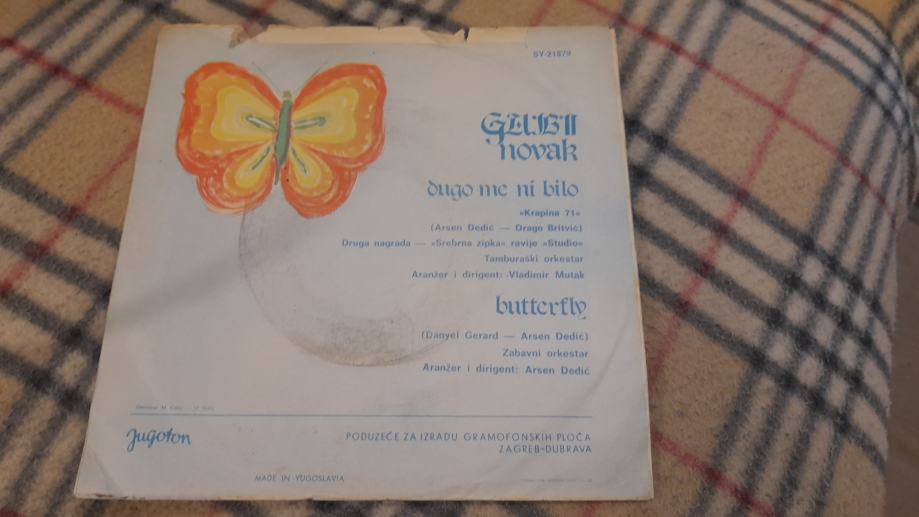 SY-21879
GABI
novak
dugo me ni bilo
»Krapina 71«
(Arsen Dedić — Drago Britvić)
Druga nagrada — »Srebrna zipka« revije »Studio«
Tamburaški orkestar
Aranžer i dirigent: Vladimir Mutak
butterfly
(Danyel Gerard — Arsen Dedić)
Zabavni orkestar
Aranžer i dirigent: Arsen Dedić
Jugoton
PODUZEĆE ZA IZRADU GRAMOFONSKIH PLOČA
ZAGREB-DUBRAVA
MADE IN YUGOSLAVIA